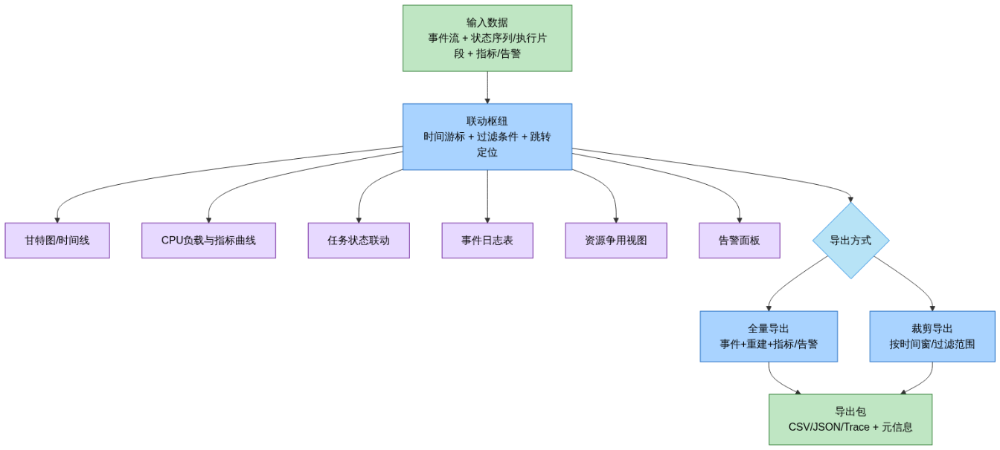 输入数据
事件流 + 状态序列/执行片
段 + 指标/告警
联动枢纽
时间游标 + 过滤条件 + 跳转
定位
甘特图/时间线
CPU负载与指标曲线
任务状态联动
事件日志表
资源争用视图
告警面板
导出方式
全量导出
事件+重建+指标/告警
裁剪导出
按时间窗/过滤范围
导出包
CSV/JSON/Trace + 元信息